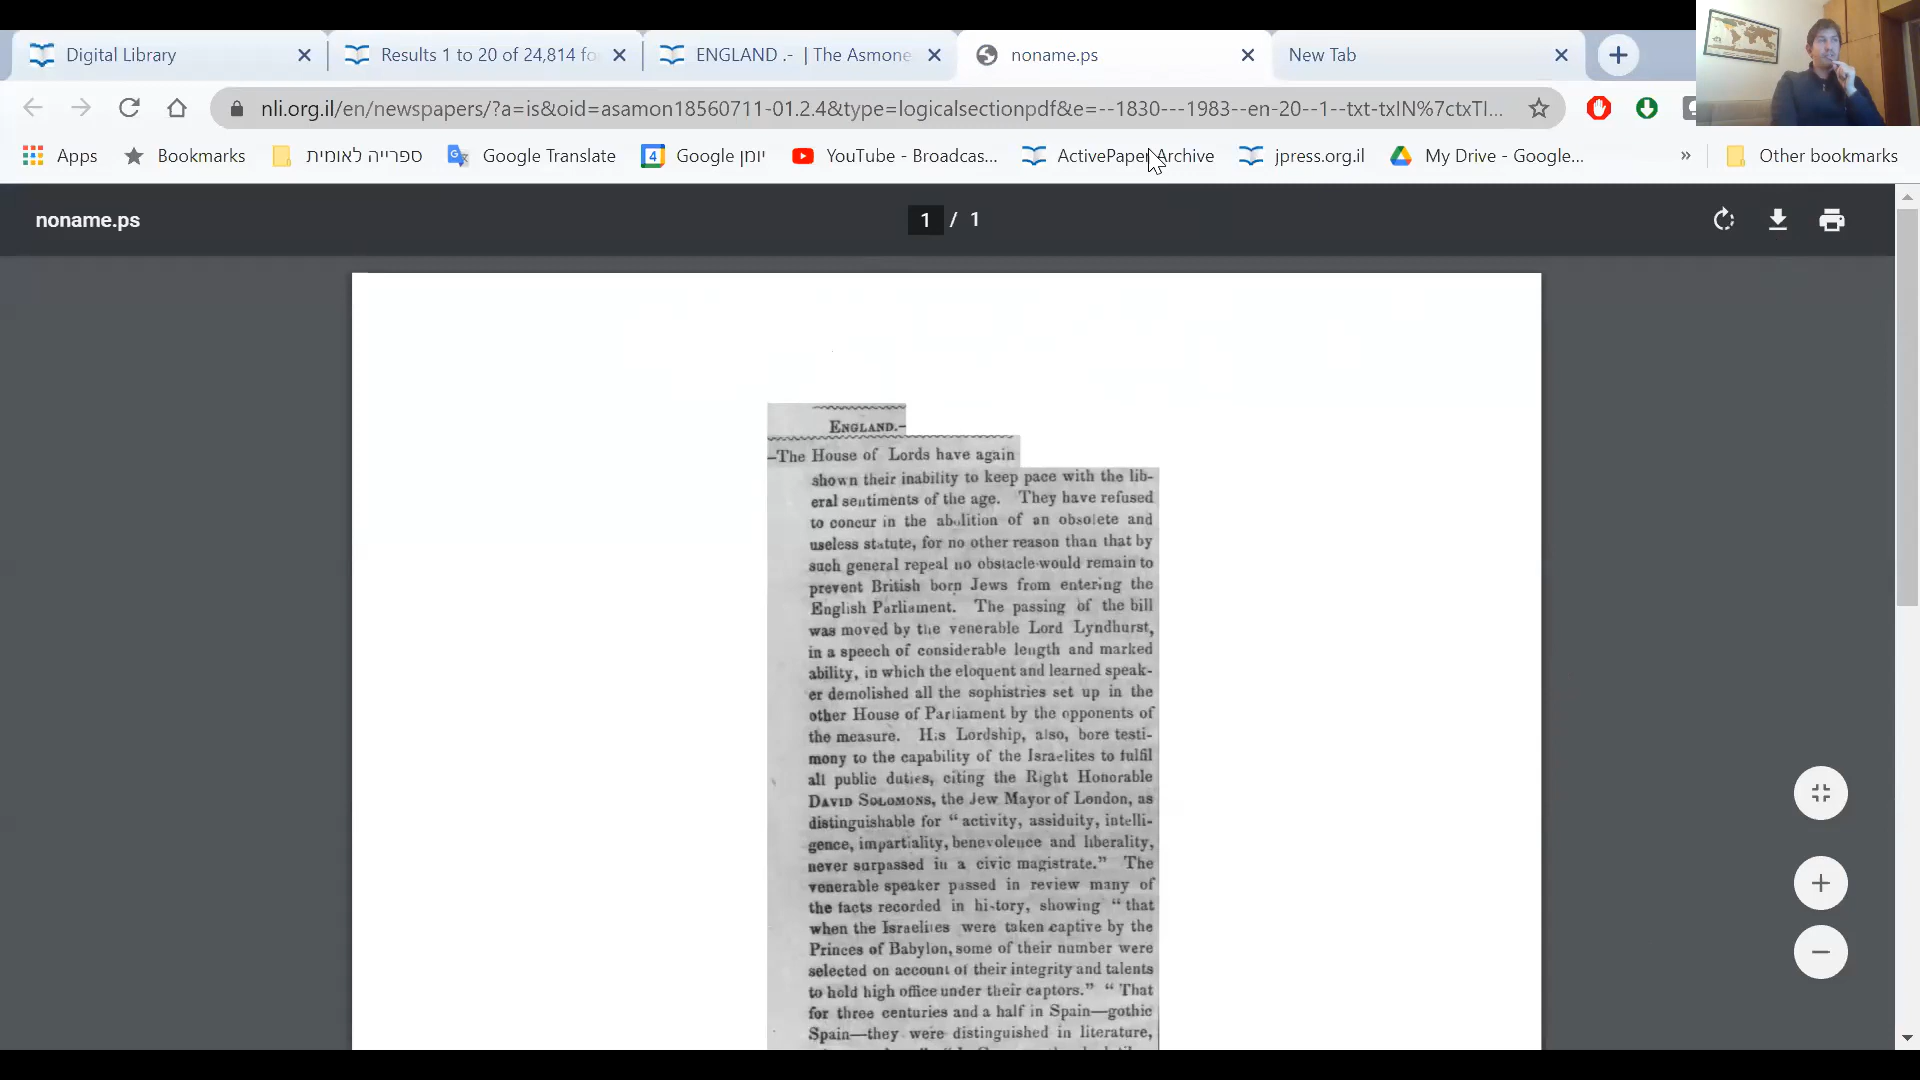 Digital Library
Results 1 to 20 of 24,814 fo
ENGLAND .- | The Asmone
noname.ps
New Tab
nli.org.il/en/newspapers/?a=is&oid=asamon18560711-01.2.4&type=logicalsectionpdf&e=--1830---1983--en-20--1--txt-txIN%7ctxTI...
Apps
Bookmarks
ספרייה לאומית
Google Translate
4
יומן Google
YouTube - Broadcas...
ActivePaper Archive
jpress.org.il
My Drive - Google...
»
Other bookmarks
noname.ps
1 / 1
ENGLAND.-
-The House of Lords have again
shown their inability to keep pace with the lib-
eral sentiments of the age. They have refused
to concur in the abolition of an obsolete and
useless statute, for no other reason than that by
such general repeal no obstacle would remain to
prevent British born Jews from entering the
English Parliament. The passing of the bill
was moved by the venerable Lord Lyndhurst,
in a speech of considerable length and marked
ability, in which the eloquent and learned speak-
er demolished all the sophistries set up in the
other House of Parliament by the opponents of
the measure. His Lordship, also, bore testi-
mony to the capability of the Israelites to fulfil
all public duties, citing the Right Honorable
DAVID SOLOMONS, the Jew Mayor of London, as
distinguishable for “ activity, assiduity, intelli-
gence, impartiality, benevolence and liberality,
never surpassed in a civic magistrate.” The
venerable speaker passed in review many of
the facts recorded in history, showing “ that
when the Israelites were taken captive by the
Princes of Babylon, some of their number were
selected on account of their integrity and talents
to hold high office under their captors.” “ That
for three centuries and a half in Spain—gothic
Spain—they were distinguished in literature,